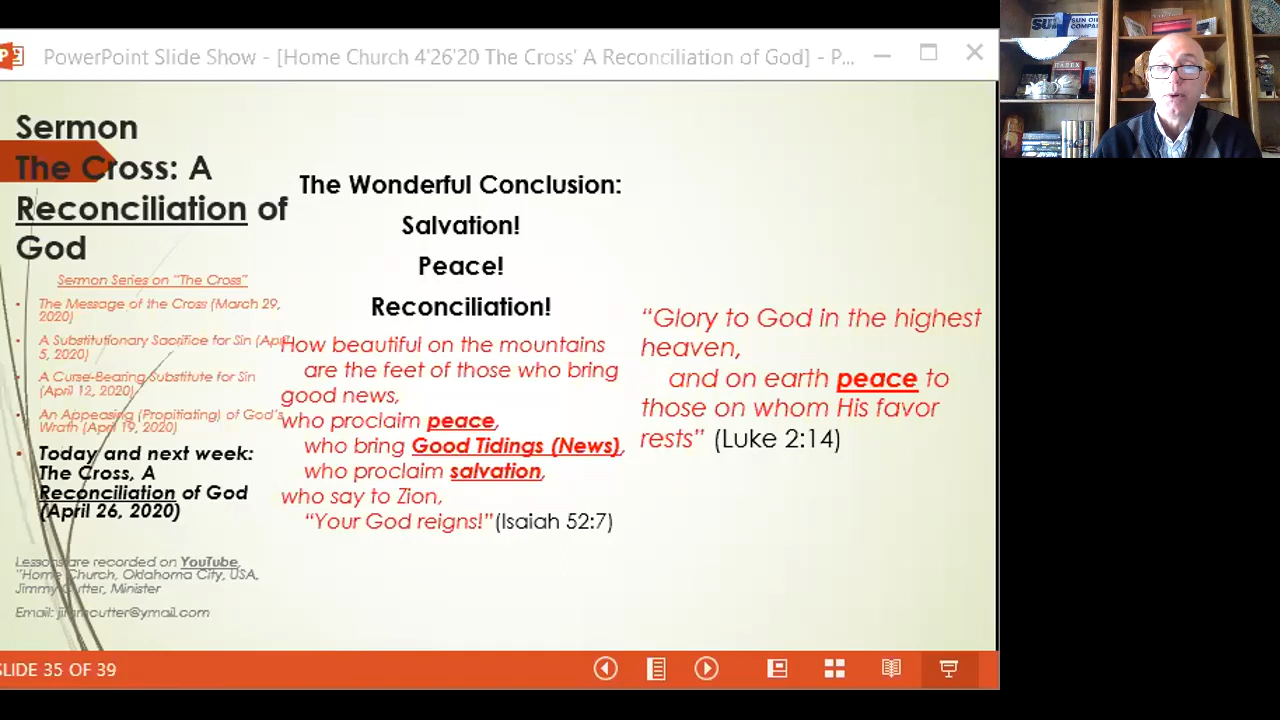 PowerPoint Slide Show - [Home Church 4'26'20 The Cross' A Reconciliation of God] - P...
Sermon
The Cross: A
Reconciliation of
God
Sermon Series on "The Cross"
• The Message of the Cross (March 29,
2020)
• A Substitutionary Sacrifice for Sin (April
5, 2020)
• A Curse-Bearing Substitute for Sin
(April 12, 2020)
• An Appeasing (Propitiating) of God's
Wrath (April 19, 2020)
• Today and next week:
The Cross, A
Reconciliation of God
(April 26, 2020)
Lessons are recorded on YouTube,
"Home Church, Oklahoma City, USA,
Jimmy Cutter, Minister
Email: jimmcutter@ymail.com
The Wonderful Conclusion:
Salvation!
Peace!
Reconciliation!
How beautiful on the mountains
are the feet of those who bring
good news,
who proclaim peace,
who bring Good Tidings (News),
who proclaim salvation,
who say to Zion,
"Your God reigns!"(Isaiah 52:7)
"Glory to God in the highest
heaven,
and on earth peace to
those on whom His favor
rests" (Luke 2:14)
SLIDE 35 OF 39
SUN OIL
COMPANY